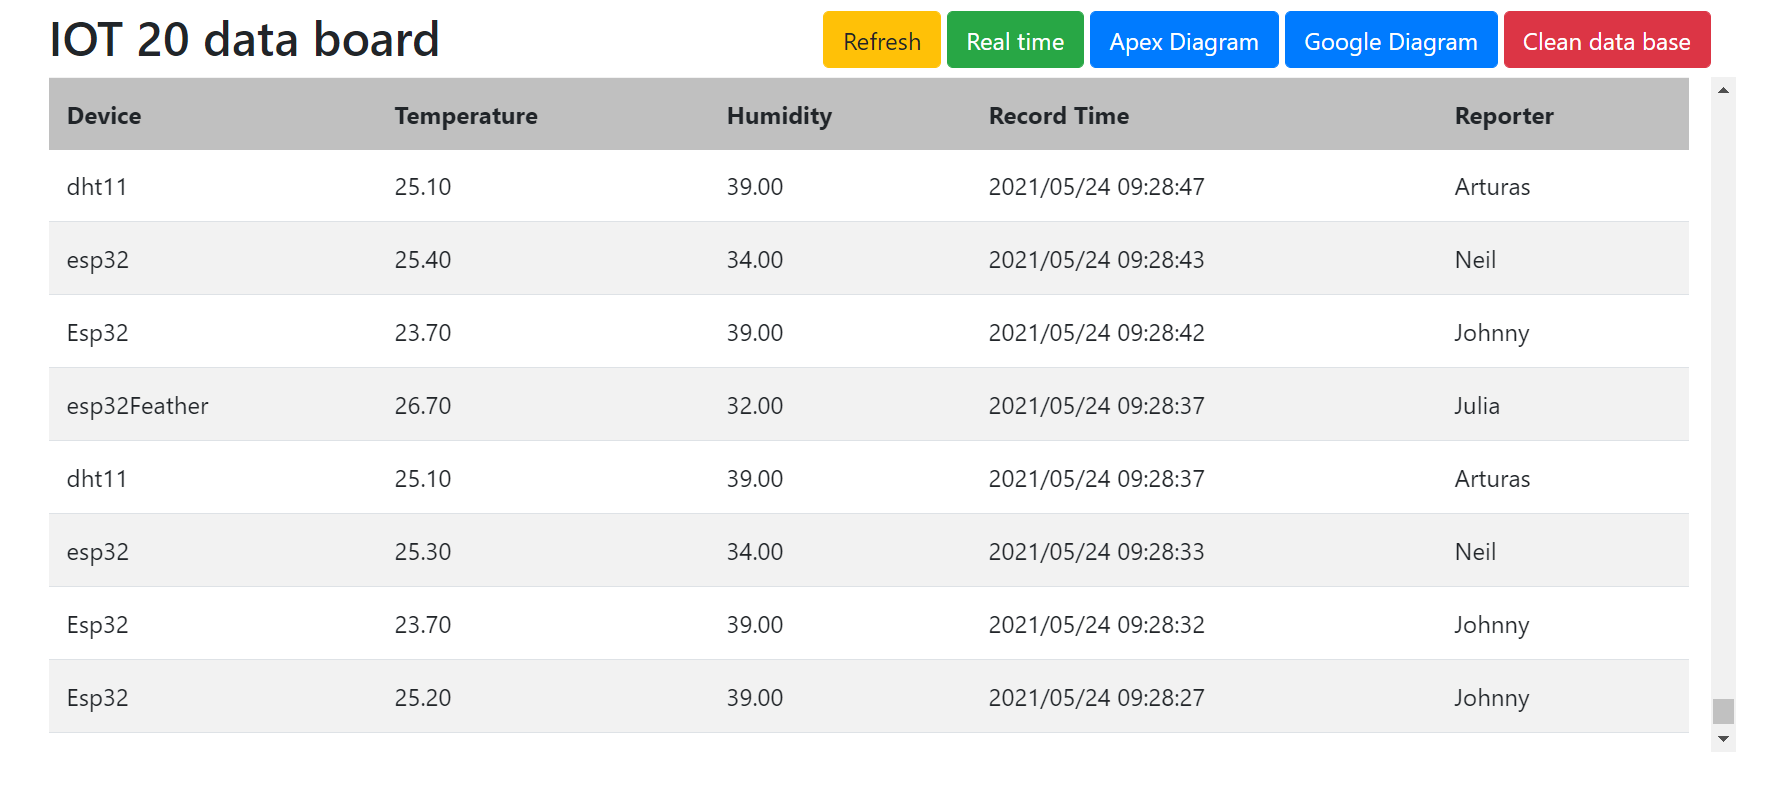 IOT 20 data board Refresh Real time Apex Diagram Google Diagram Clean data base
Device Temperature Humidity Record Time Reporter
dht11 25.10 39.00 2021/05/24 09:28:47 Arturas
esp32 25.40 34.00 2021/05/24 09:28:43 Neil
Esp32 23.70 39.00 2021/05/24 09:28:42 Johnny
esp32Feather 26.70 32.00 2021/05/24 09:28:37 Julia
dht11 25.10 39.00 2021/05/24 09:28:37 Arturas
esp32 25.30 34.00 2021/05/24 09:28:33 Neil
Esp32 23.70 39.00 2021/05/24 09:28:32 Johnny
Esp32 25.20 39.00 2021/05/24 09:28:27 Johnny